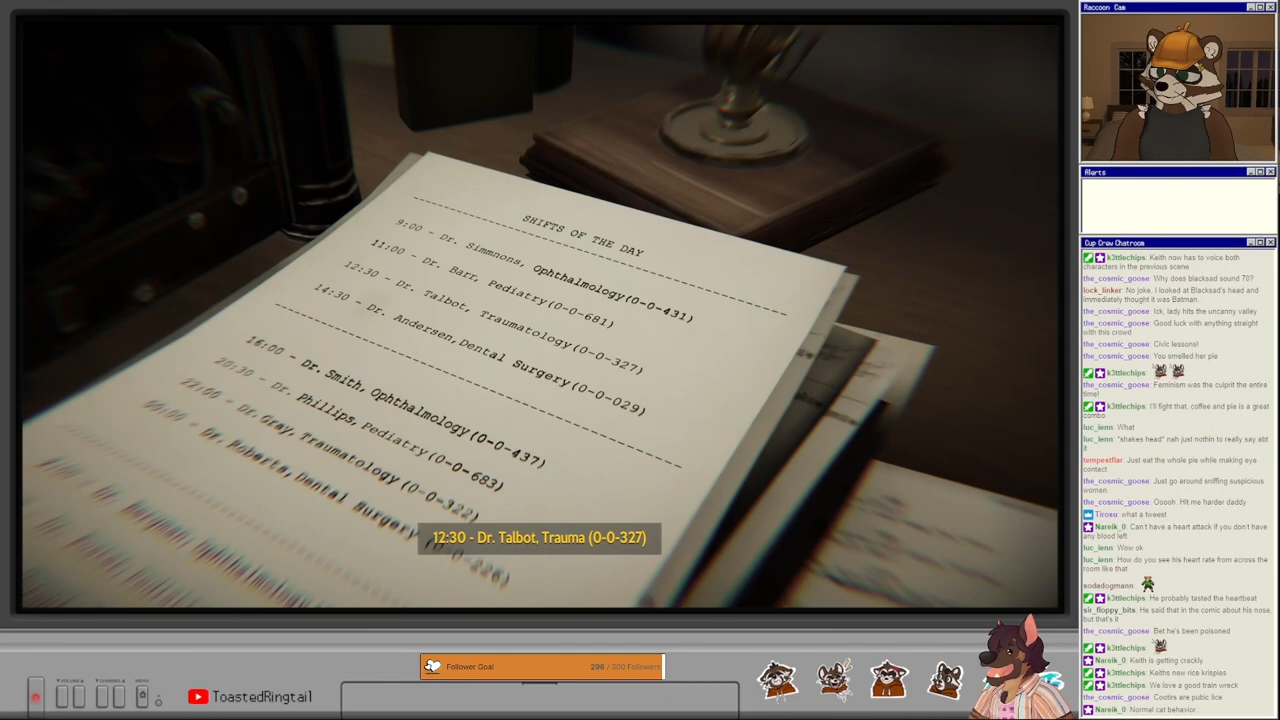 SHIFTS OF THE DAY
9:00 - Dr. Simmnons, Ophthalmology(0-0-431)
11:00 - Dr. Barr, Pediatry(0-0-681)
12:30 - Dr. Talbot, Traumatology(0-0-327)
14:30 - Dr. Andersen,Dental Surgery(0-0-029)
16:00 - Dr. Smith, Ophthalmology(0-0-437)
20:30 - Dr. Phillips, Pediatry(0-0-683)
22:00 - Dr. Gray, Traumatology(0-0-322)
00:00 - Dr. Roberts, Dental Surgery
12:30 - Dr. Talbot, Trauma (0-0-327)
Follower Goal
296 / 300 Followers
ToastedRingtail
Raccoon Cam
Alerts
Cup Crew Chatroom
k3ttlechips: Keith now has to voice both
characters in the previous scene
the_cosmic_goose: Why does blacksad sound 70?
lock_linker: No joke, I looked at Blacksad's head and
immediately thought it was Batman.
the_cosmic_goose: Ick, lady hits the uncanny valley
the_cosmic_goose: Good luck with anything straight
with this crowd
the_cosmic_goose: Civic lessons!
the_cosmic_goose: You smelled her pie
k3ttlechips:
the_cosmic_goose: Feminism was the culprit the entire
time!
k3ttlechips: I'll fight that, coffee and pie is a great
combo
luc_ienn: What
luc_ienn: *shakes head* nah just nothin to really say abt
it
tempestflar: Just eat the whole pie while making eye
contact
the_cosmic_goose: Just go around sniffing suspicious
women
the_cosmic_goose: Ooooh. Hit me harder daddy
Tirosu: what a tweest
Nareik_0: Can't have a heart attack if you don't have
any blood left
luc_ienn: Wow ok
luc_ienn: How do you see his heart rate from across the
room like that
sodadogmann:
k3ttlechips: He probably tasted the heartbeat
sir_floppy_bits: He said that in the comic about his nose,
but that's it
the_cosmic_goose: Bet he's been poisoned
k3ttlechips:
Nareik_0: Keith is getting crackly
k3ttlechips: Keiths new rice krispies
k3ttlechips: We love a good train wreck
the_cosmic_goose: Cootirs are pubic lice
Nareik_0: Normal cat behavior